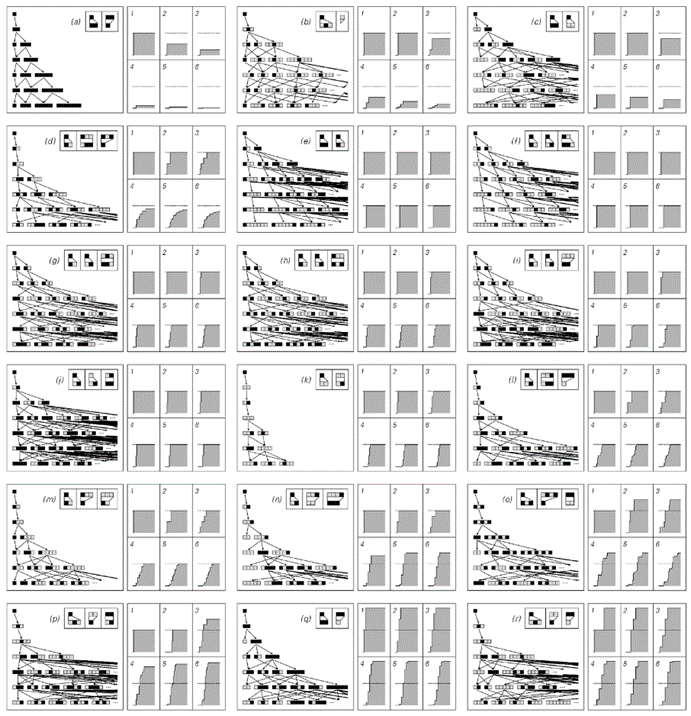 (a) 1 2 3 (b) 1 2 3 (c) 1 2 3
4 5 6 4 5 6 4 5 6
(d) 1 2 3 (e) 1 2 3 (f) 1 2 3
4 5 6 4 5 6 4 5 6
(g) 1 2 3 (h) 1 2 3 (i) 1 2 3
4 5 6 4 5 6 4 5 6
(j) 1 2 3 (k) 1 2 3 (l) 1 2 3
4 5 6 4 5 6 4 5 6
(m) 1 2 3 (n) 1 2 3 (o) 1 2 3
4 5 6 4 5 6 4 5 6
(p) 1 2 3 (q) 1 2 3 (r) 1 2 3
4 5 6 4 5 6 4 5 6